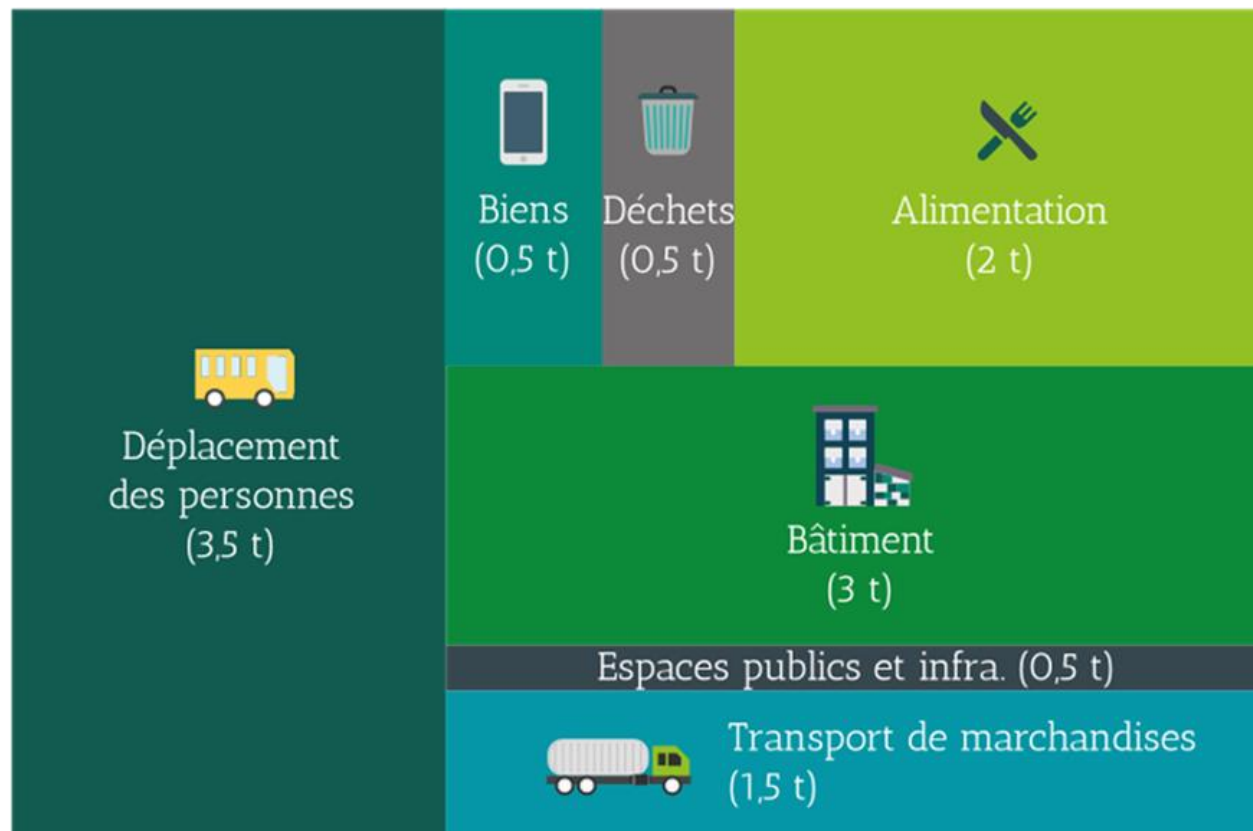 Biens
(0,5 t)
Déchets
(0,5 t)
Alimentation
(2 t)
Déplacement
des personnes
(3,5 t)
Bâtiment
(3 t)
Espaces publics et infra. (0,5 t)
Transport de marchandises
(1,5 t)